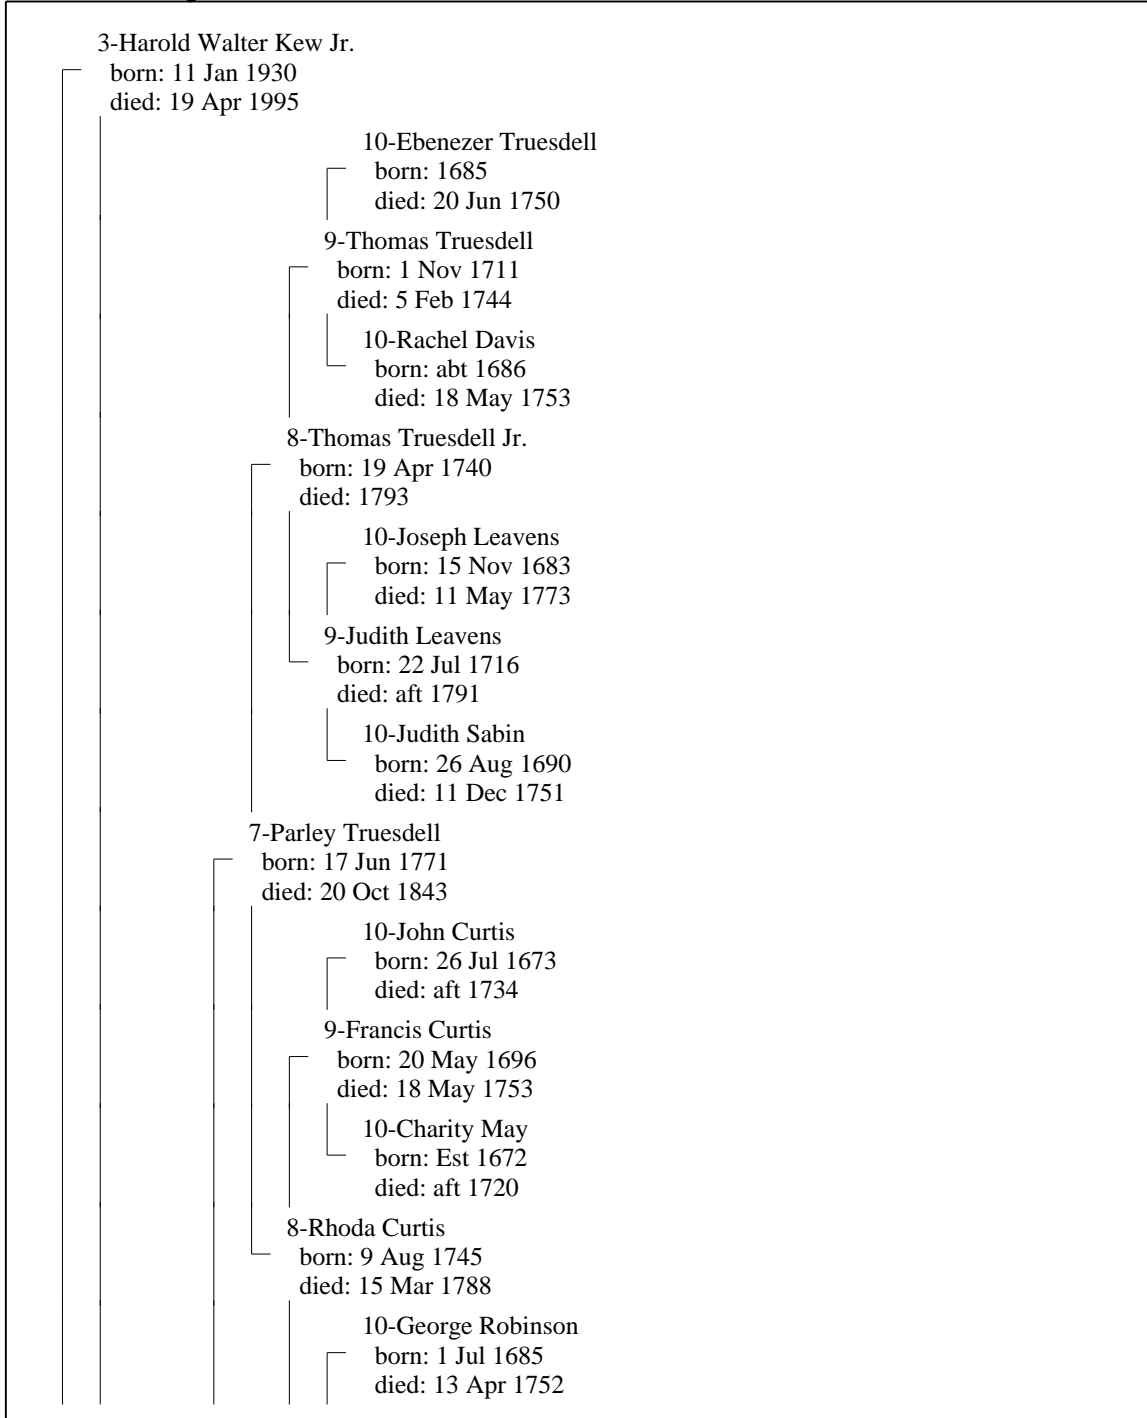 3-Harold Walter Kew Jr.
born: 11 Jan 1930
died: 19 Apr 1995
10-Ebenezer Truesdell
born: 1685
died: 20 Jun 1750
9-Thomas Truesdell
born: 1 Nov 1711
died: 5 Feb 1744
10-Rachel Davis
born: abt 1686
died: 18 May 1753
8-Thomas Truesdell Jr.
born: 19 Apr 1740
died: 1793
10-Joseph Leavens
born: 15 Nov 1683
died: 11 May 1773
9-Judith Leavens
born: 22 Jul 1716
died: aft 1791
10-Judith Sabin
born: 26 Aug 1690
died: 11 Dec 1751
7-Parley Truesdell
born: 17 Jun 1771
died: 20 Oct 1843
10-John Curtis
born: 26 Jul 1673
died: aft 1734
9-Francis Curtis
born: 20 May 1696
died: 18 May 1753
10-Charity May
born: Est 1672
died: aft 1720
8-Rhoda Curtis
born: 9 Aug 1745
died: 15 Mar 1788
10-George Robinson
born: 1 Jul 1685
died: 13 Apr 1752